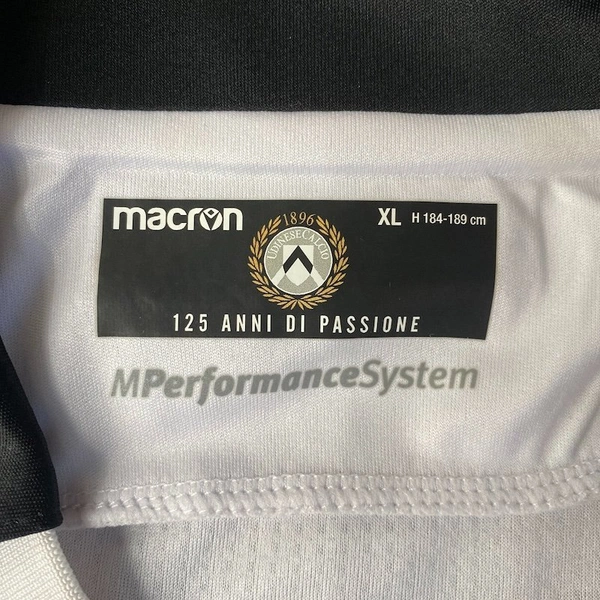 macron
XL H 184-189 cm
1896
UDINESE CALCIO
125 ANNI DI PASSIONE
MPerformanceSystem